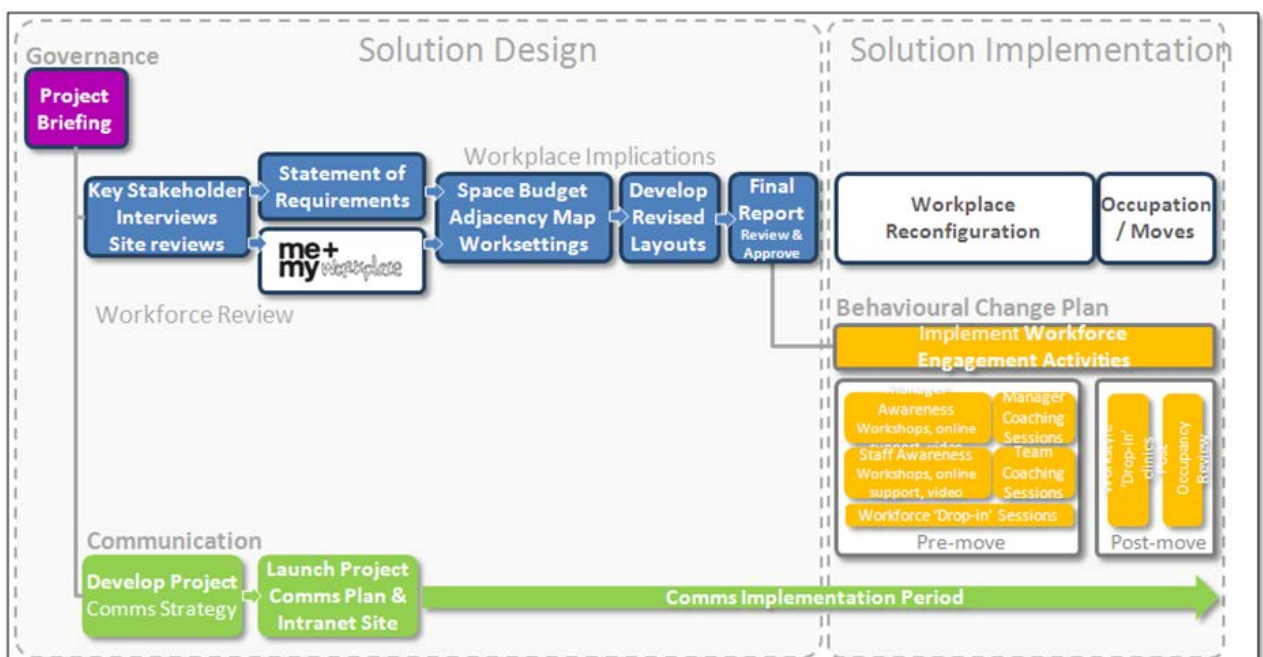 Solution Design
Solution Implementation
Governance
Project
Briefing
Workplace Implications
Key Stakeholder
Interviews
Site reviews
Statement of
Requirements
me+
my workplace
Space Budget
Adjacency Map
Worksettings
Develop
Revised
Layouts
Final
Report
Review &
Approve
Workplace
Reconfiguration
Occupation
/ Moves
Workforce Review
Behavioural Change Plan
Implement Workforce
Engagement Activities
Manager
Awareness
Workshops, online
support, video
Manager
Coaching
Sessions
Staff Awareness
Workshops, online
support, video
Team
Coaching
Sessions
Workforce 'Drop-in' Sessions
Pre-move
'Drop-in'
clinics
Post
Occupancy
Review
Post-move
Communication
Develop Project
Comms Strategy
Launch Project
Comms Plan &
Intranet Site
Comms Implementation Period